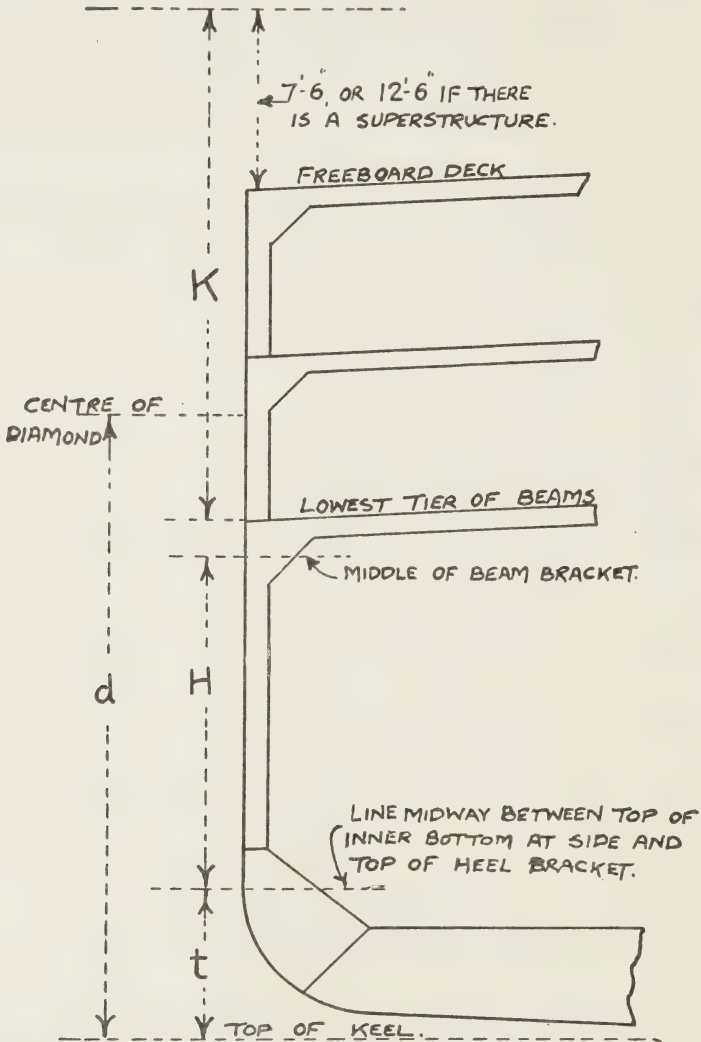 7'-6", OR 12'-6" IF THERE
IS A SUPERSTRUCTURE.
FREEBOARD DECK
K
CENTRE OF
DIAMOND
LOWEST TIER OF BEAMS
MIDDLE OF BEAM BRACKET.
d
H
LINE MIDWAY BETWEEN TOP OF
INNER BOTTOM AT SIDE AND
TOP OF HEEL BRACKET.
t
TOP OF KEEL.